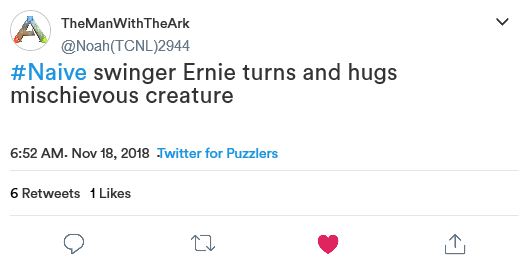 TheManWithTheArk
@Noah(TCNL)2944
#Naive swinger Ernie turns and hugs
mischievous creature
6:52 AM. Nov 18, 2018 Twitter for Puzzlers
6 Retweets 1 Likes